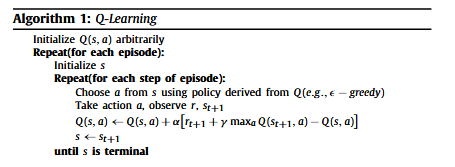 Algorithm 1: Q-Learning
Initialize Q(s, a) arbitrarily
Repeat(for each episode):
Initialize s
Repeat(for each step of episode):
Choose a from s using policy derived from Q(e.g., ϵ − greedy)
Take action a, observe r, sₜ₊₁
Q(s, a) ← Q(s, a) + α[rₜ₊₁ + γ maxₐ Q(sₜ₊₁, a) − Q(s, a)]
s ← sₜ₊₁
until s is terminal